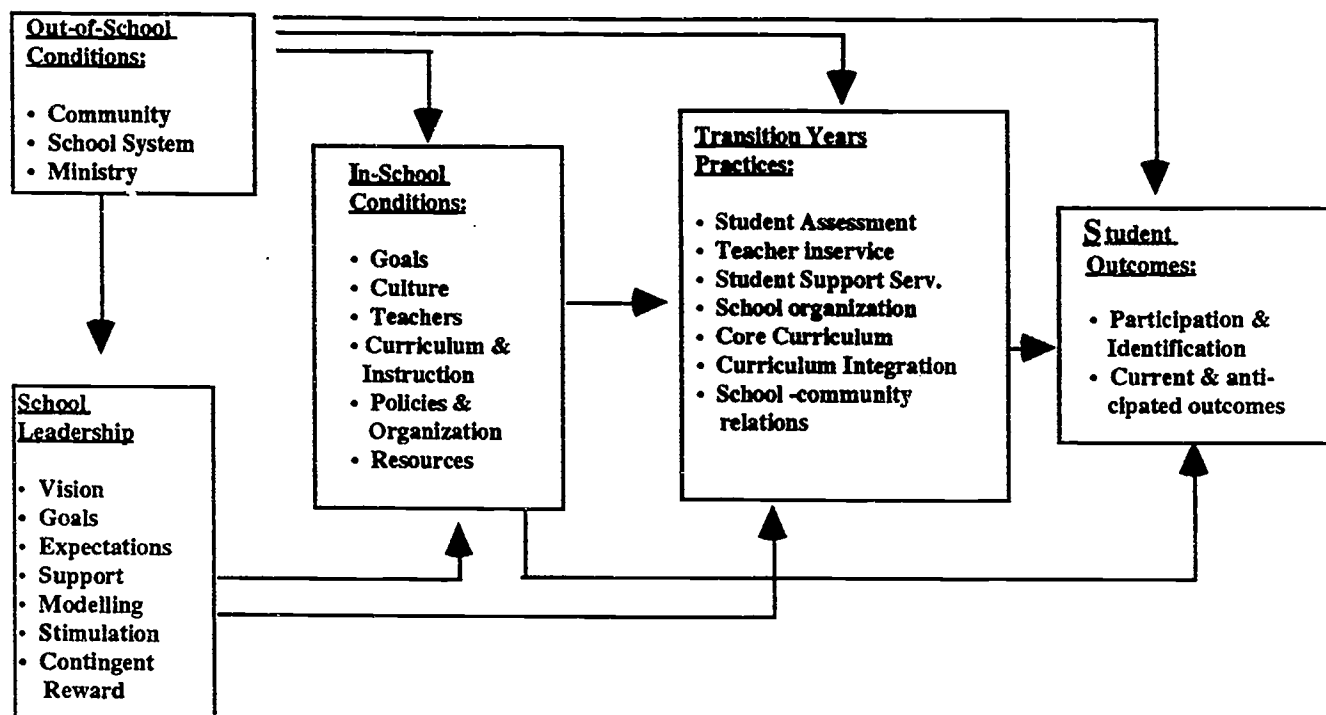 Out-of-School
Conditions:
• Community
• School System
• Ministry
School
Leadership
• Vision
• Goals
• Expectations
• Support
• Modelling
• Stimulation
• Contingent
Reward
In-School
Conditions:
• Goals
• Culture
• Teachers
• Curriculum &
Instruction
• Policies &
Organization
• Resources
Transition Years
Practices:
• Student Assessment
• Teacher inservice
• Student Support Serv.
• School organization
• Core Curriculum
• Curriculum Integration
• School -community
relations
Student
Outcomes:
• Participation &
Identification
• Current & anti-
cipated outcomes